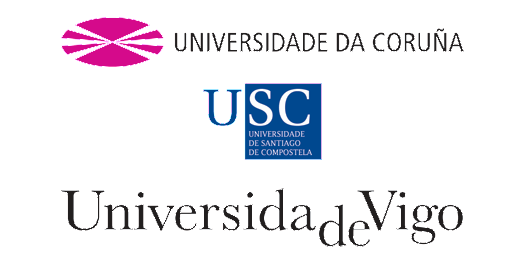 UNIVERSIDADE DA CORUÑA
USC
UNIVERSIDADE
DE SANTIAGO
DE COMPOSTELA
UniversidadeVigo